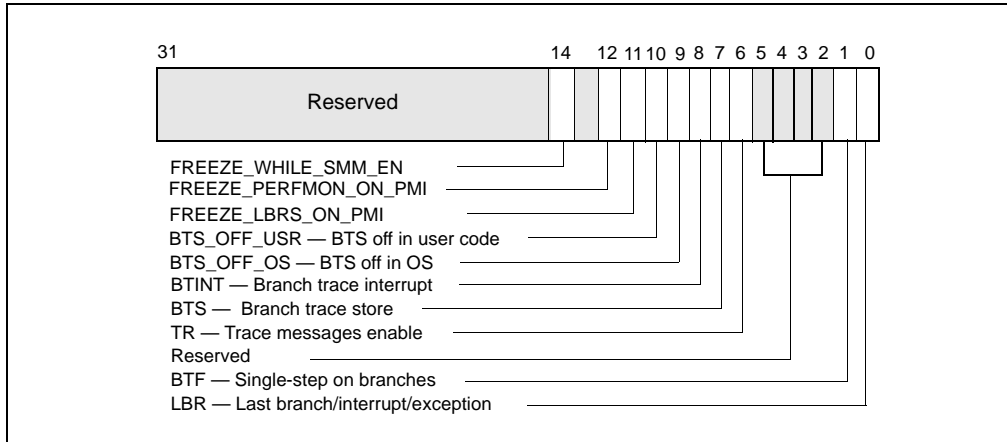 31 14 12 11 10 9 8 7 6 5 4 3 2 1 0
Reserved
FREEZE_WHILE_SMM_EN
FREEZE_PERFMON_ON_PMI
FREEZE_LBRS_ON_PMI
BTS_OFF_USR — BTS off in user code
BTS_OFF_OS — BTS off in OS
BTINT — Branch trace interrupt
BTS — Branch trace store
TR — Trace messages enable
Reserved
BTF — Single-step on branches
LBR — Last branch/interrupt/exception